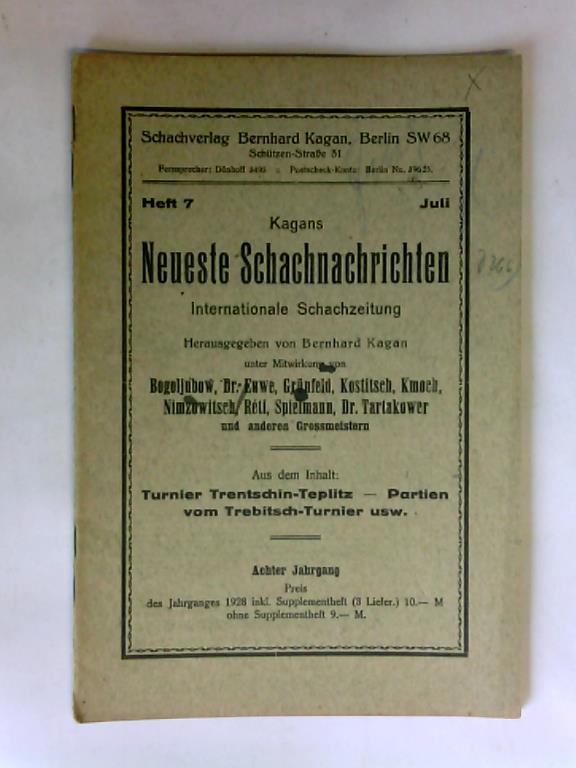 Schachverlag Bernhard Kagan, Berlin SW 68
Schützen-Straße 31
Fernsprecher: Dönhoff Postscheck-Konto: Berlin No.
Heft 7 Juli
Kagans
Neueste Schachnachrichten
Internationale Schachzeitung
Herausgegeben von Bernhard Kagan
unter Mitwirkung von
Bogoljubow, Dr. Euwe, Grünfeld, Kostitsch, Kmoch,
Nimzowitsch, Réti, Spielmann, Dr. Tartakower
und anderen Grossmeistern
Aus dem Inhalt:
Turnier Trentschin-Teplitz — Partien
vom Trebitsch-Turnier usw.
Achter Jahrgang
Preis
des Jahrganges 1928 inkl. Supplementheft (3 Liefer.) 10.— M
ohne Supplementheft 9.— M.